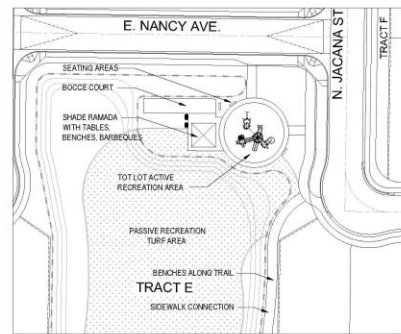 E. NANCY AVE.
N. JACANA ST
TRACT F
SEATING AREAS
BOCCE COURT
SHADE RAMADA
WITH TABLES,
BENCHES, BARBEQUES
TOT LOT ACTIVE
RECREATION AREA
PASSIVE RECREATION
TURF AREA
BENCHES ALONG TRAIL
TRACT E
SIDEWALK CONNECTION